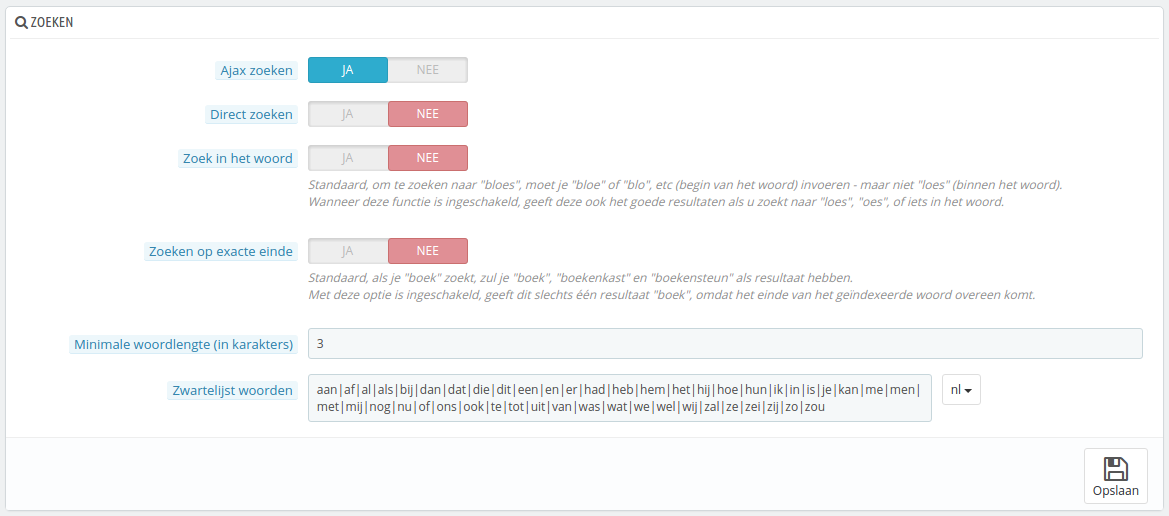 ZOEKEN
Ajax zoeken JA NEE
Direct zoeken JA NEE
Zoek in het woord JA NEE
Standaard, om te zoeken naar "bloes", moet je "bloe" of "blo", etc (begin van het woord) invoeren - maar niet "loes" (binnen het woord).
Wanneer deze functie is ingeschakeld, geeft deze ook het goede resultaten als u zoekt naar "loes", "oes", of iets in het woord.
Zoeken op exacte einde JA NEE
Standaard, als je "boek" zoekt, zul je "boek", "boekenkast" en "boekensteun" als resultaat hebben.
Met deze optie is ingeschakeld, geeft dit slechts één resultaat "boek", omdat het einde van het geïndexeerde woord overeen komt.
Minimale woordlengte (in karakters) 3
Zwartelijst woorden aan|af|al|als|bij|dan|dat|die|dit|een|en|er|had|heb|hem|het|hij|hoe|hun|ik|in|is|je|kan|me|men| nl
met|mij|nog|nu|of|ons|ook|te|tot|uit|van|was|wat|we|wel|wij|zal|ze|zei|zij|zo|zou
Opslaan